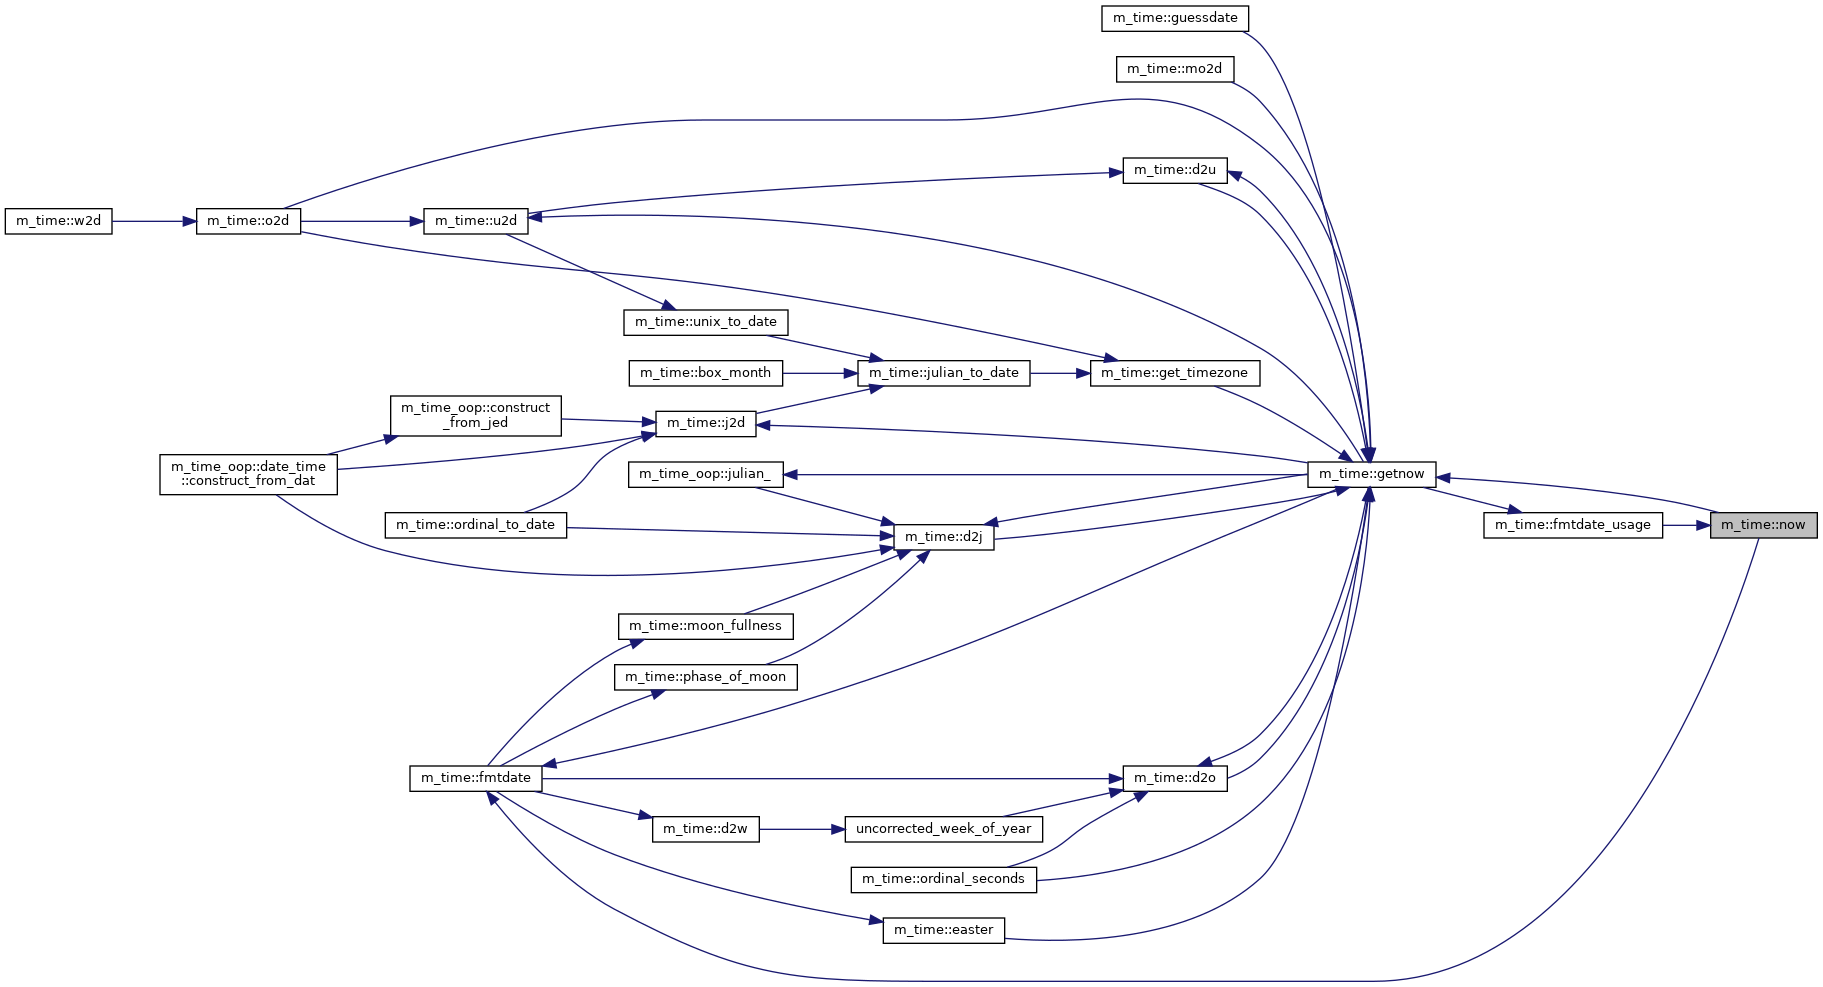 m_time::guessdate
m_time::mo2d
m_time::d2u
m_time::w2d
m_time::o2d
m_time::u2d
m_time::unix_to_date
m_time::box_month
m_time::julian_to_date
m_time::get_timezone
m_time_oop::construct
_from_jed
m_time::j2d
m_time_oop::date_time
::construct_from_dat
m_time_oop::julian_
m_time::getnow
m_time::ordinal_to_date
m_time::d2j
m_time::fmtdate_usage
m_time::now
m_time::moon_fullness
m_time::phase_of_moon
m_time::fmtdate
m_time::d2o
m_time::d2w
uncorrected_week_of_year
m_time::ordinal_seconds
m_time::easter